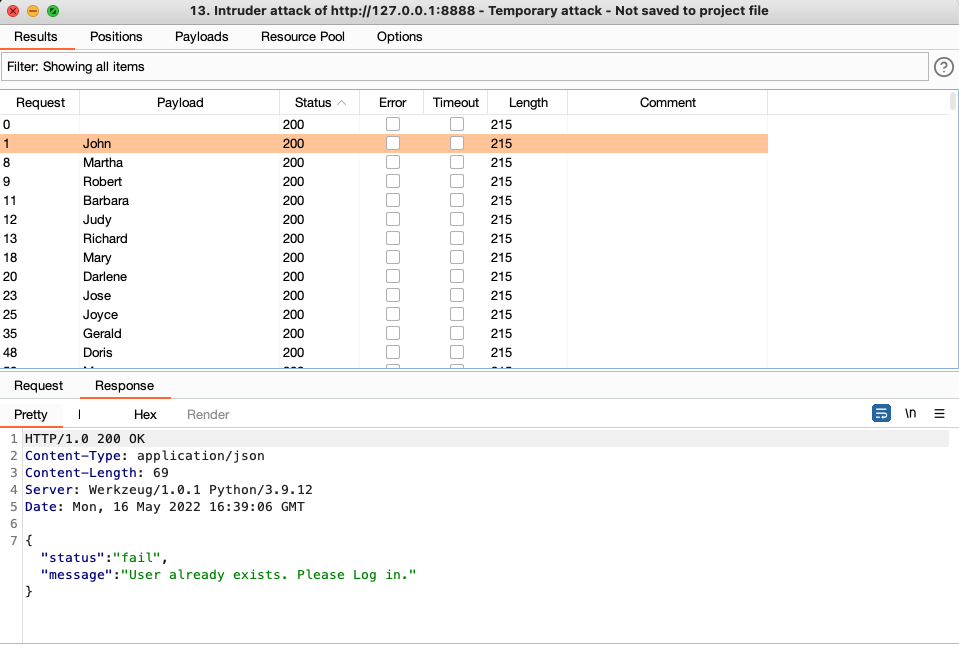 13. Intruder attack of http://127.0.0.1:8888 - Temporary attack - Not saved to project file
Results Positions Payloads Resource Pool Options
Filter: Showing all items
?
Request Payload Status Error Timeout Length Comment
0 200 215
1 John 200 215
8 Martha 200 215
9 Robert 200 215
11 Barbara 200 215
12 Judy 200 215
13 Richard 200 215
18 Mary 200 215
20 Darlene 200 215
23 Jose 200 215
25 Joyce 200 215
35 Gerald 200 215
48 Doris 200 215
Request Response
Pretty Hex Render \n
1 HTTP/1.0 200 OK
2 Content-Type: application/json
3 Content-Length: 69
4 Server: Werkzeug/1.0.1 Python/3.9.12
5 Date: Mon, 16 May 2022 16:39:06 GMT
6
7 {
"status":"fail",
"message":"User already exists. Please Log in."
}